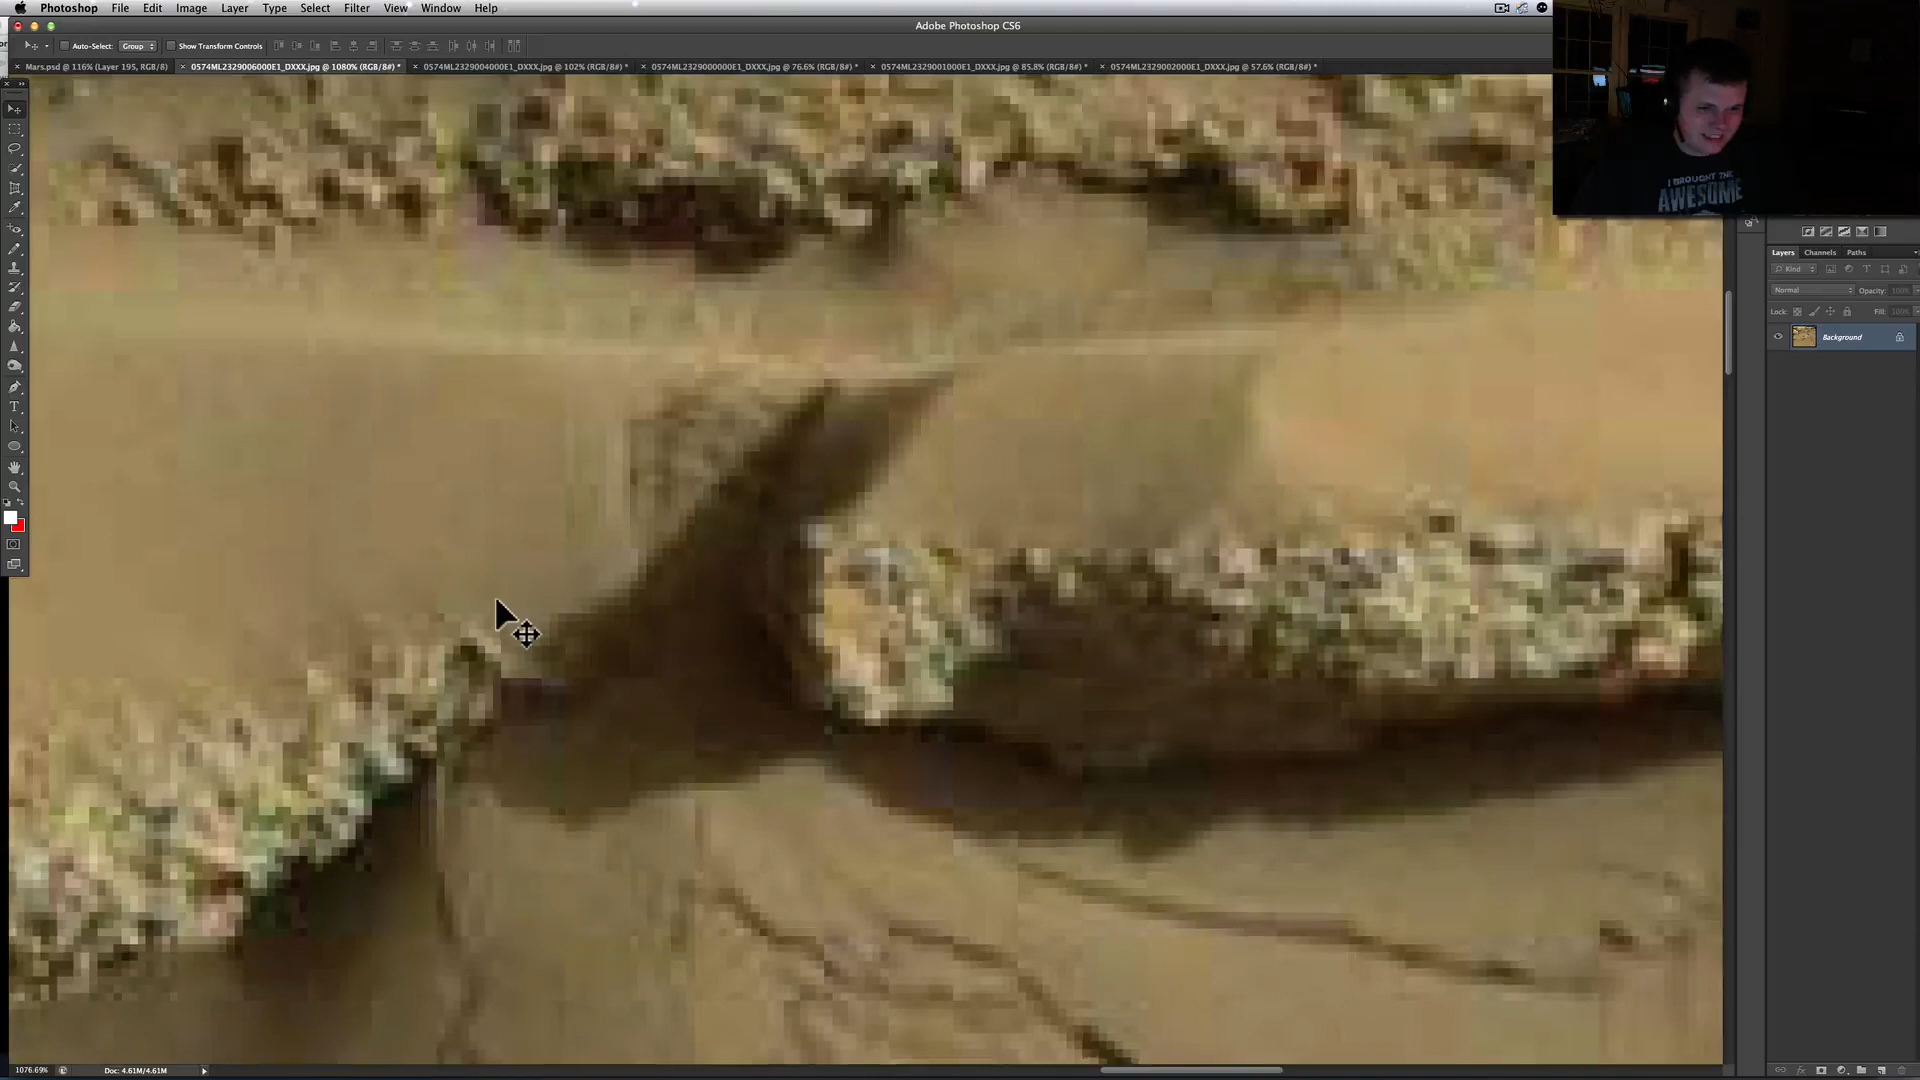 Photoshop File Edit Image Layer Type Select Filter View Window Help
Adobe Photoshop CS6
Auto-Select: Group Show Transform Controls
Mars.psd @ 116% (Layer 195, RGB/8)
0574ML2329006000E1_DXXX.jpg @ 1080% (RGB/8#) *
0574ML2329004000E1_DXXX.jpg @ 102% (RGB/8#) *
0574ML2329000000E1_DXXX.jpg @ 76.6% (RGB/8#) *
0574ML2329001000E1_DXXX.jpg @ 85.8% (RGB/8#) *
0574ML2329002000E1_DXXX.jpg @ 57.6% (RGB/8#) *
I BROUGHT THE
AWESOME
Layers Channels Paths
Kind
Normal Opacity: 100%
Lock: Fill: 100%
Background
1076.69% Doc: 4.61M/4.61M